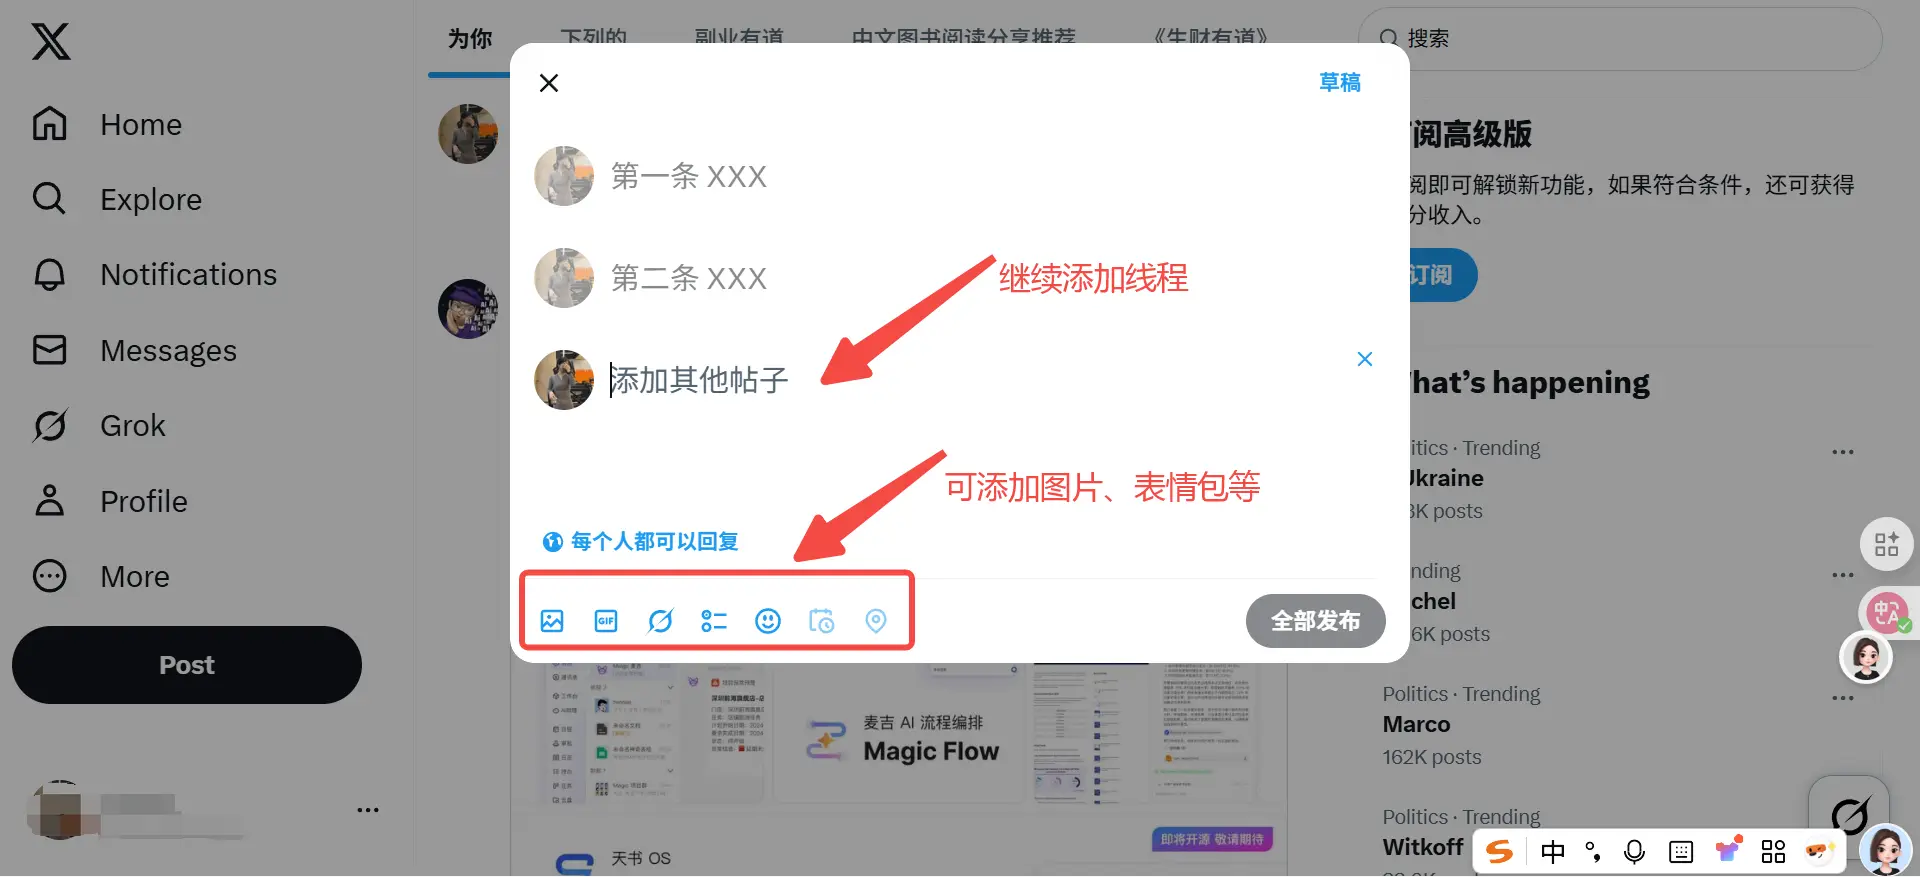 为你
下列的
副业有道
中文图书阅读分享推荐
《生财有道》
搜索
Home
Explore
Notifications
Messages
Grok
Profile
More
Post
草稿
第一条 XXX
第二条 XXX
继续添加线程
添加其他帖子
可添加图片、表情包等
每个人都可以回复
GIF
全部发布
阅高级版
阅即可解锁新功能，如果符合条件，还可获得
分收入。
订阅
hat's happening
itics · Trending
Ukraine
K posts
nding
chel
6K posts
Politics · Trending
Marco
162K posts
Politics · Trending
Witkoff
麦吉 AI 流程编排
Magic Flow
即将开源 敬请期待
天书 OS
中